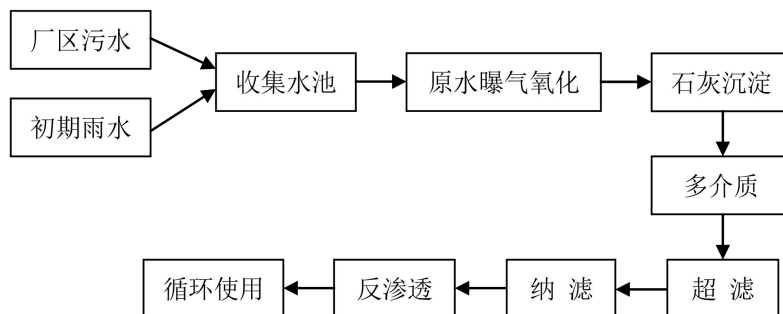 厂区污水
初期雨水
收集水池
原水曝气氧化
石灰沉淀
多介质
超 滤
纳 滤
反渗透
循环使用